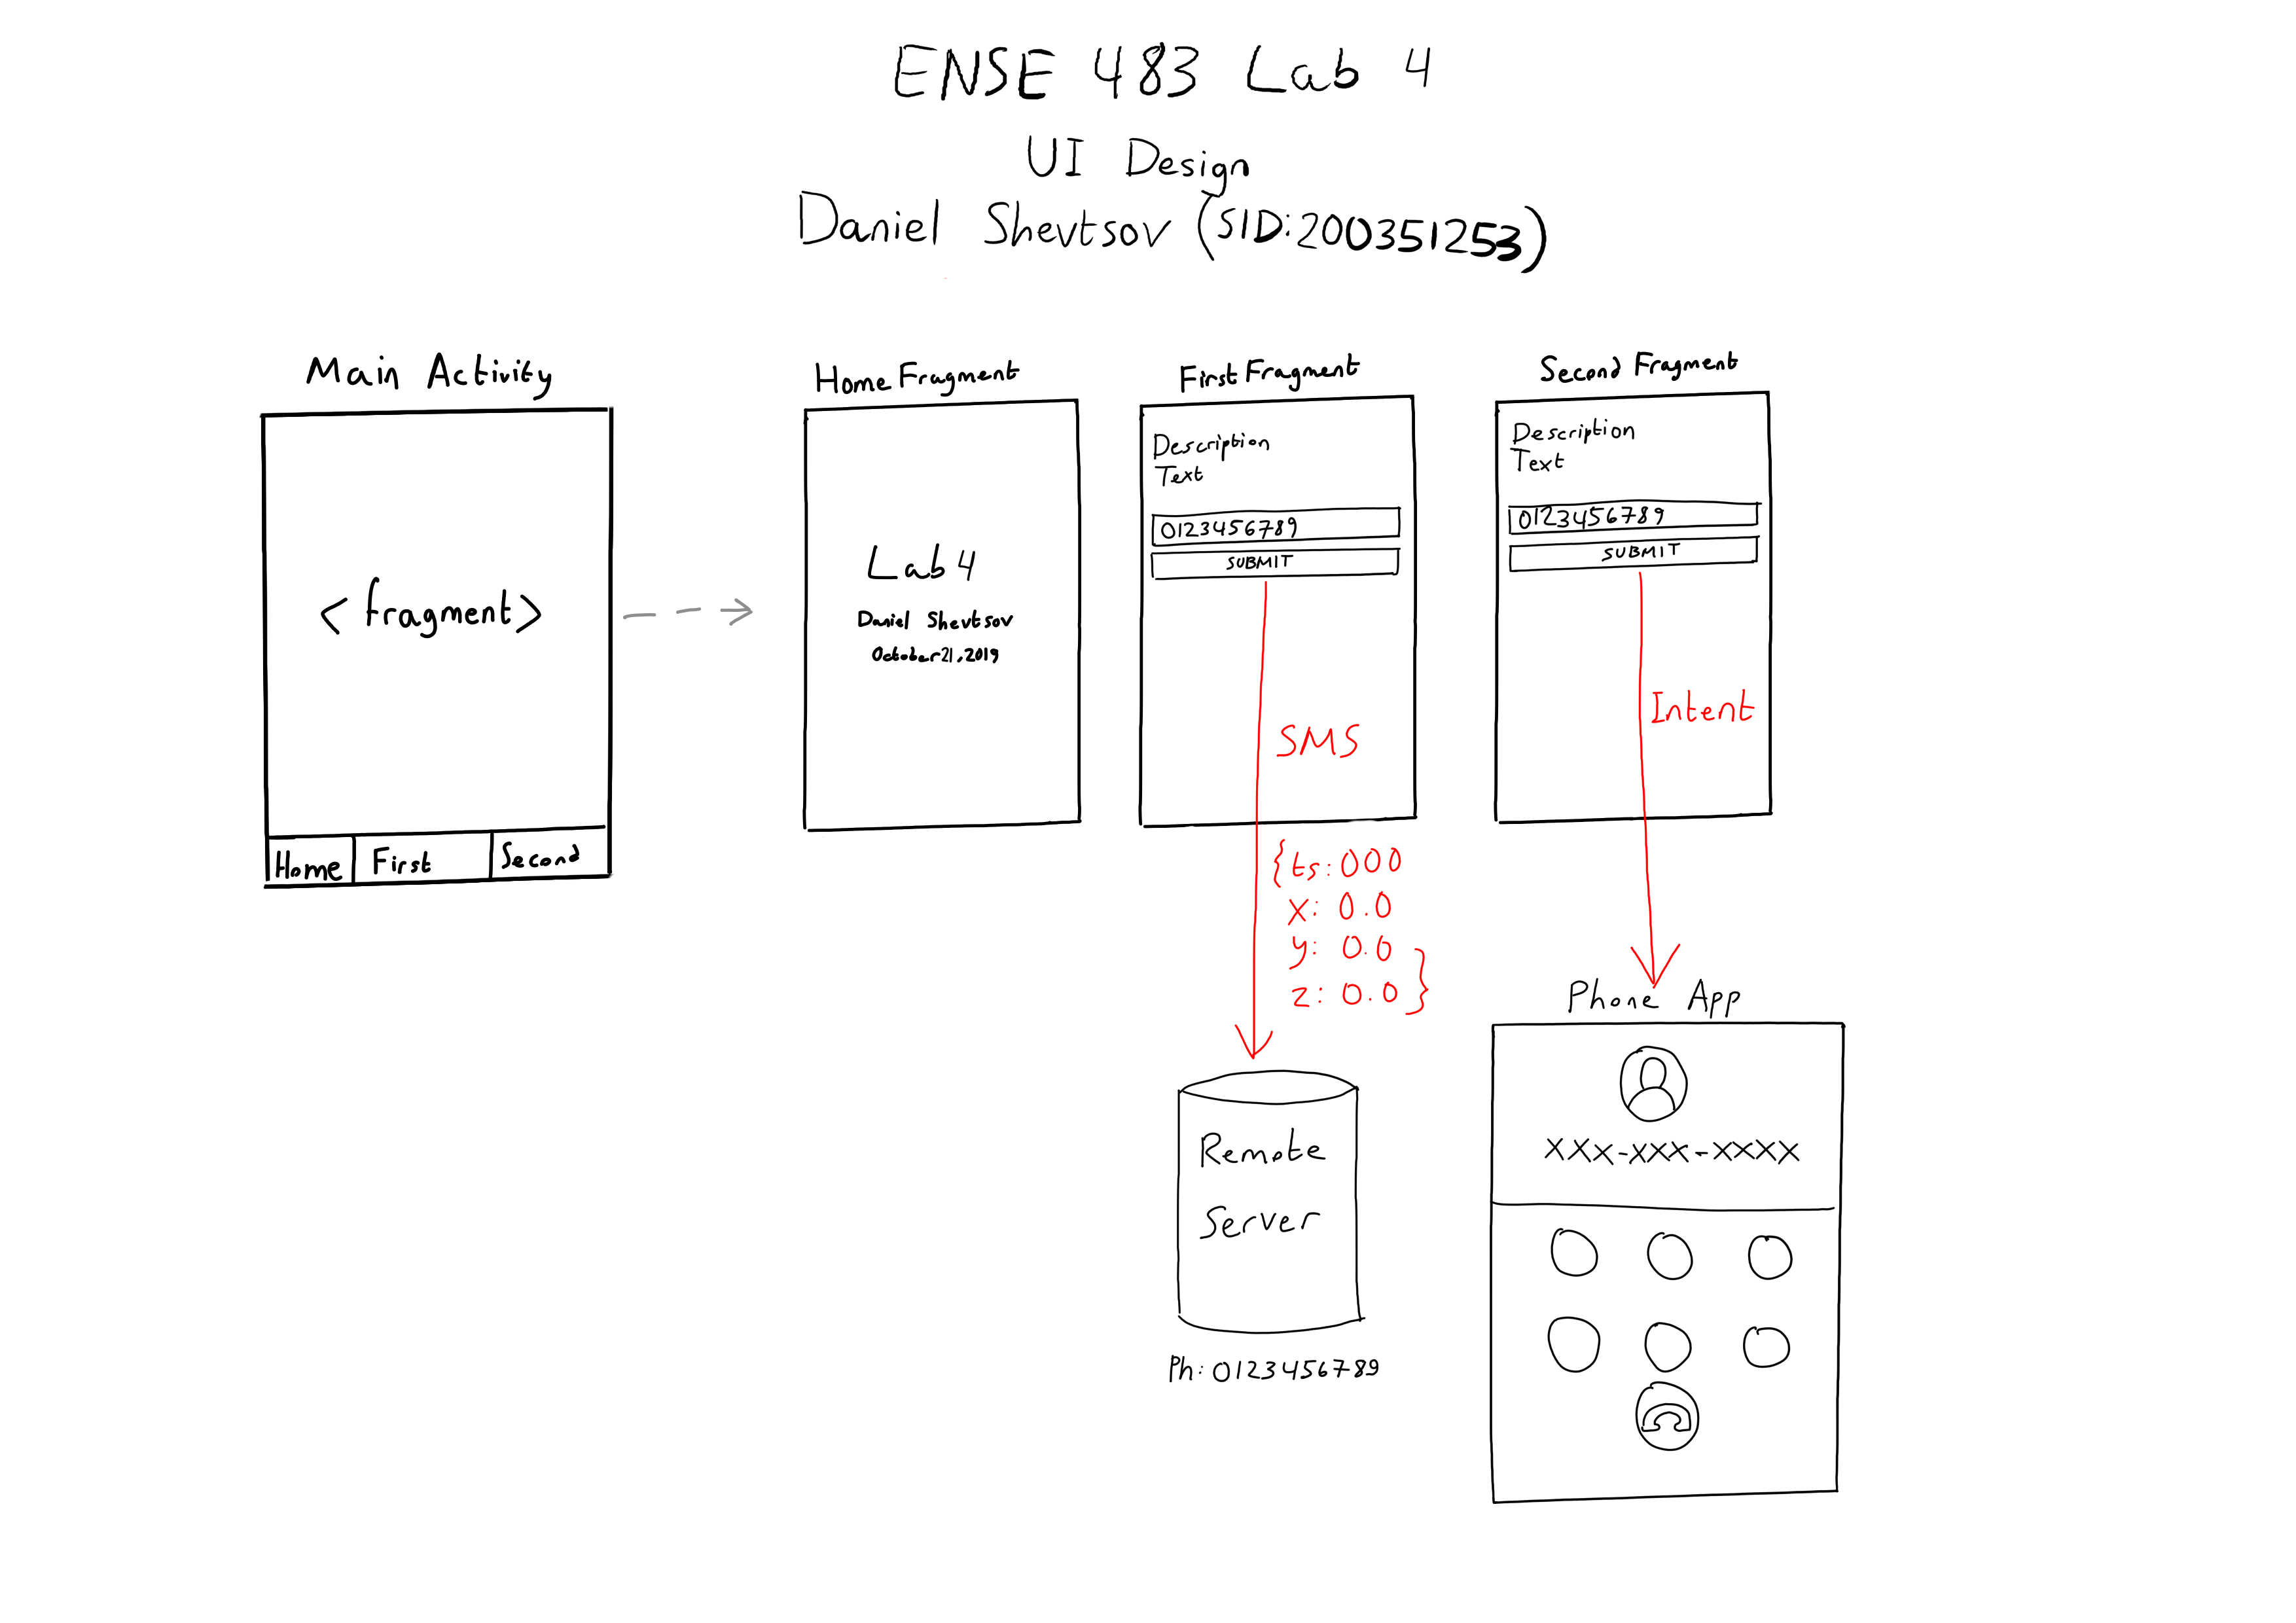 ENSE 483 Lab 4
UI Design
Daniel Shevtsov (SID:200351253)
Main Activity
<fragment>
Home First Second
Home Fragment
Lab 4
Daniel Shevtsov
October 21, 2019
First Fragment
Description
Text
0123456789
SUBMIT
SMS
{ts:000
x: 0.0
y: 0.0
z: 0.0}
Remote
Server
Ph: 0123456789
Second Fragment
Description
Text
0123456789
SUBMIT
Intent
Phone App
XXX-XXX-XXXX